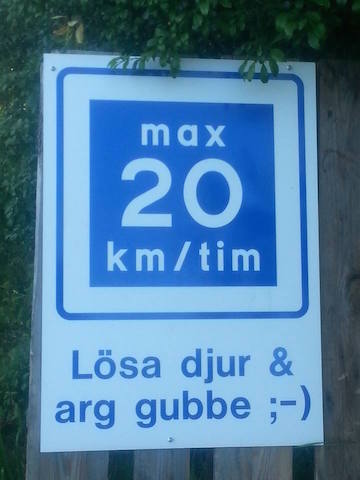 max
20
km/tim
Lösa djur &
arg gubbe ;-)